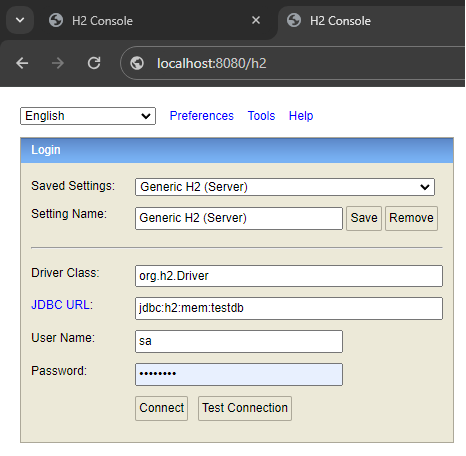 H2 Console
H2 Console
localhost:8080/h2
English Preferences Tools Help
Login
Saved Settings: Generic H2 (Server)
Setting Name: Generic H2 (Server) Save Remove
Driver Class: org.h2.Driver
JDBC URL: jdbc:h2:mem:testdb
User Name: sa
Password: ••••••••
Connect Test Connection